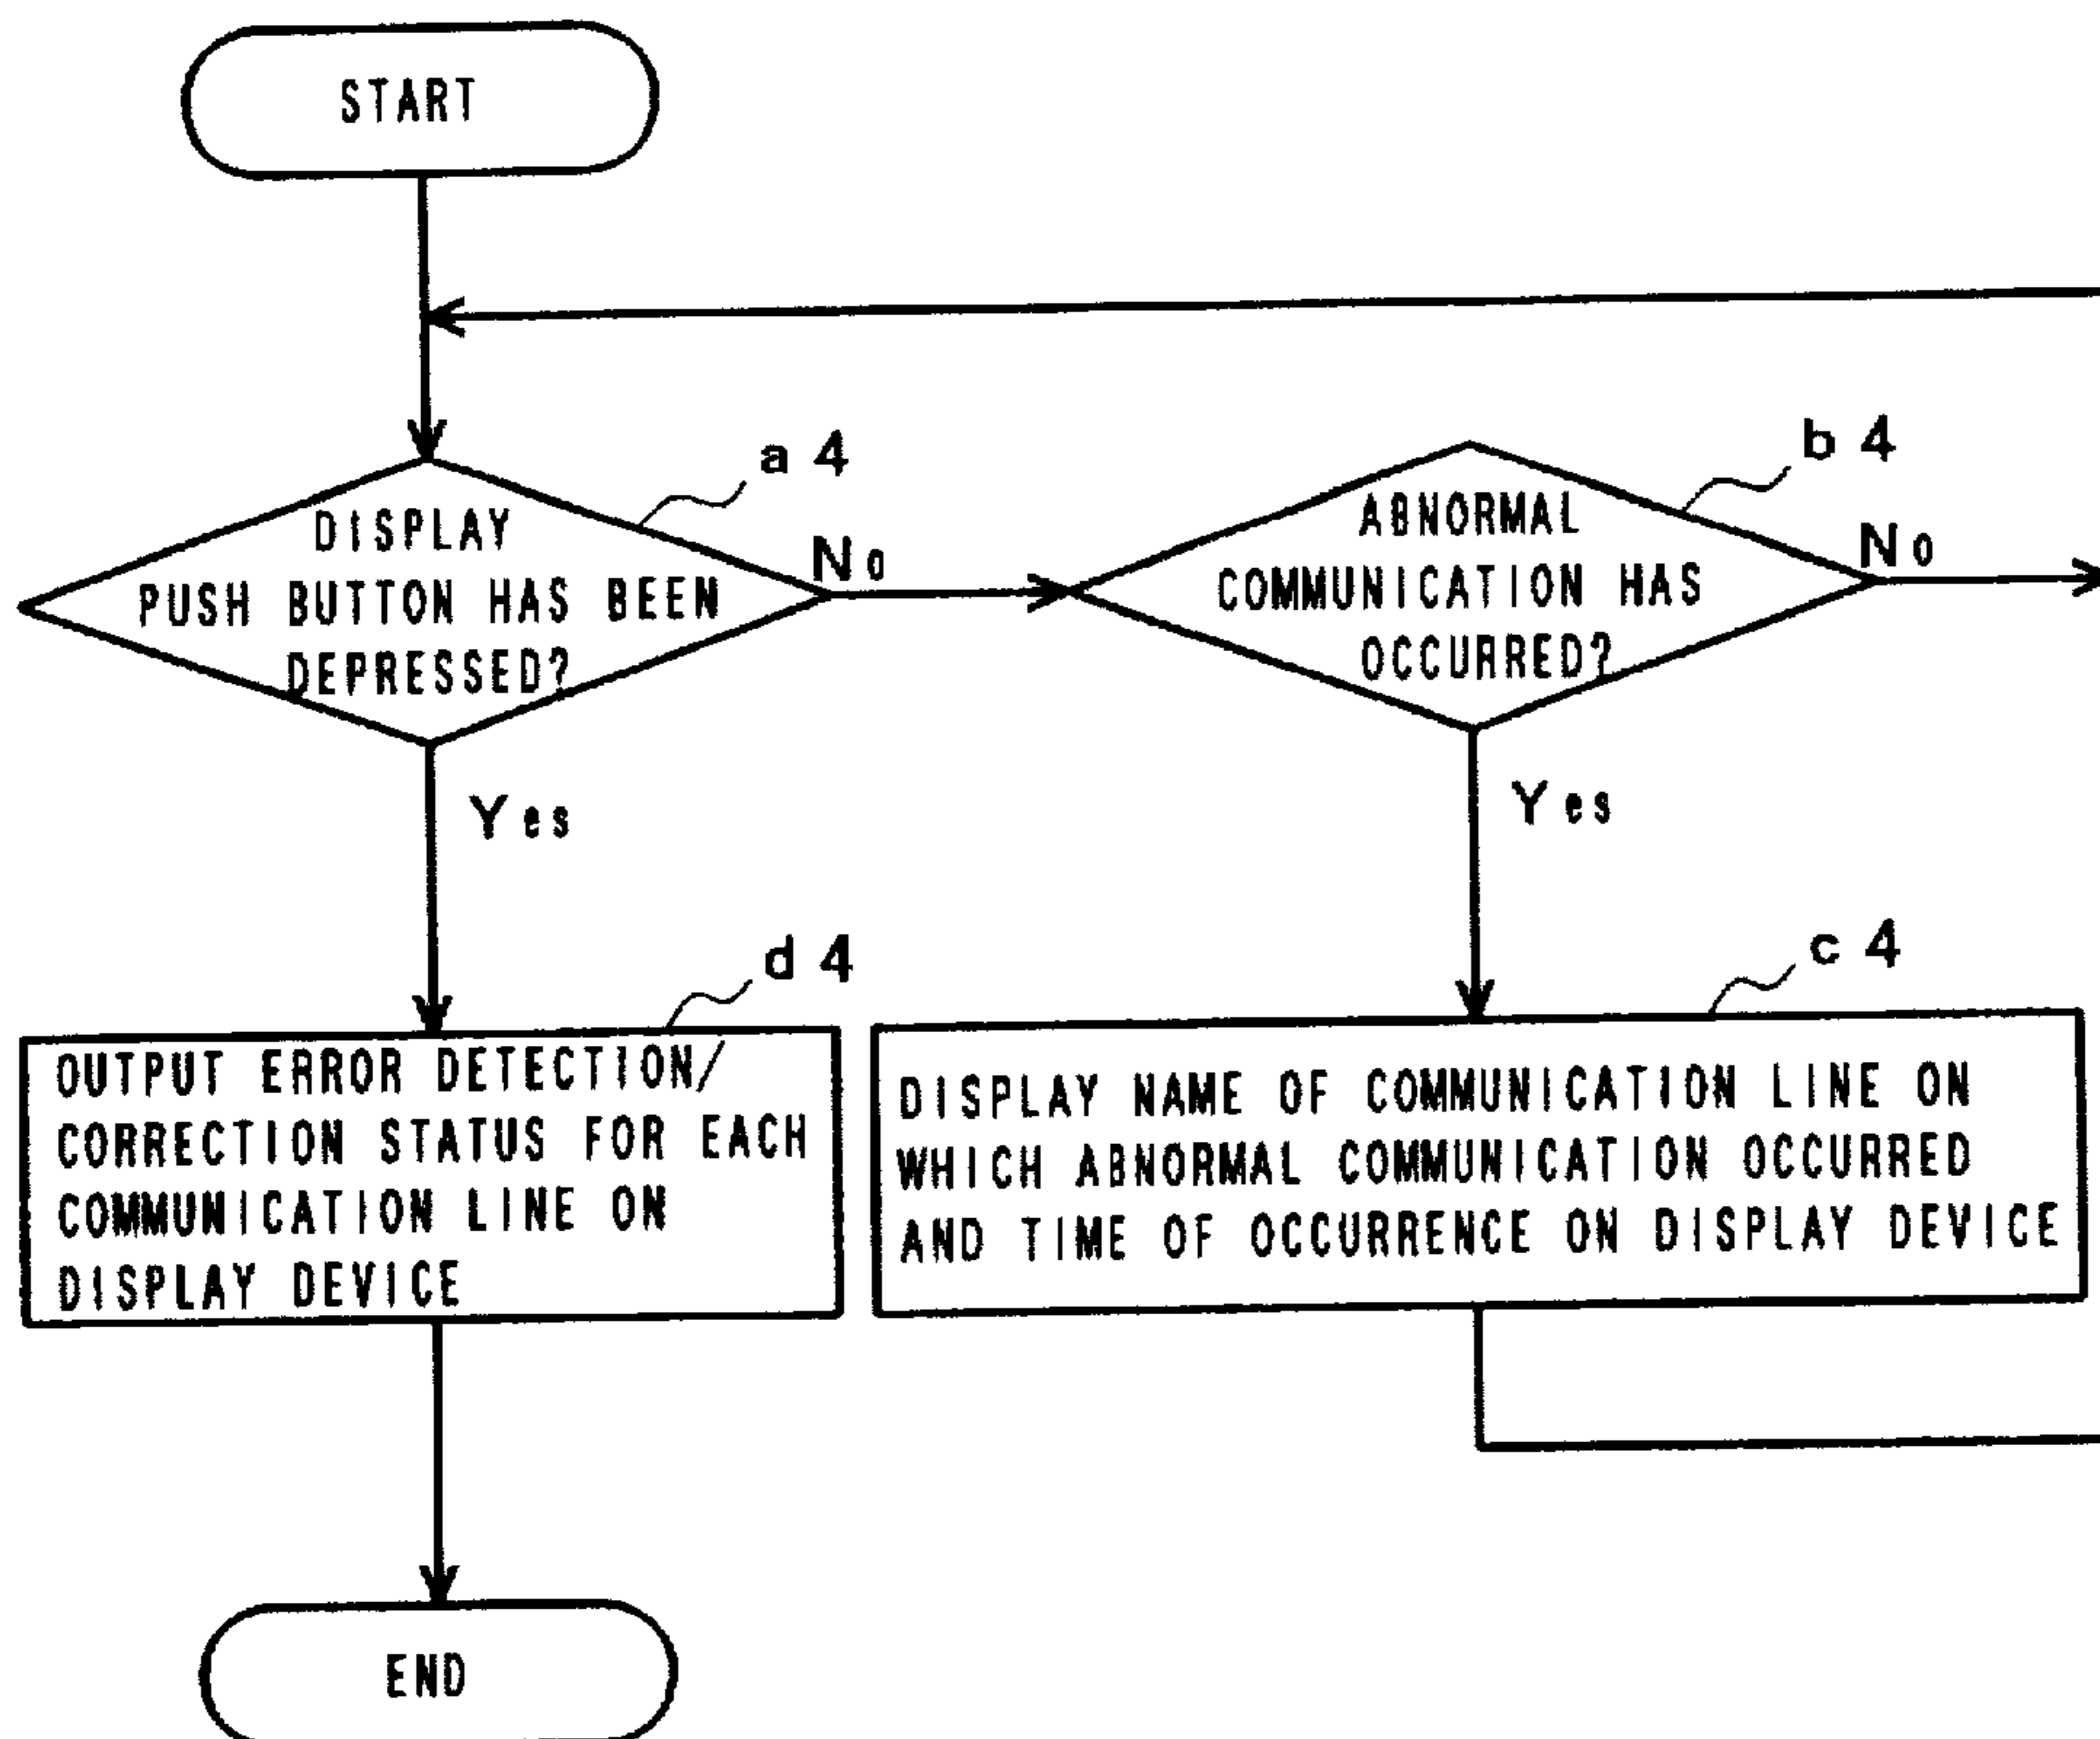 START
a 4
DISPLAY
PUSH BUTTON HAS BEEN
DEPRESSED?
No
Yes
b 4
ABNORMAL
COMMUNICATION HAS
OCCURRED?
No
Yes
d 4
OUTPUT ERROR DETECTION/
CORRECTION STATUS FOR EACH
COMMUNICATION LINE ON
DISPLAY DEVICE
c 4
DISPLAY NAME OF COMMUNICATION LINE ON
WHICH ABNORMAL COMMUNICATION OCCURRED
AND TIME OF OCCURRENCE ON DISPLAY DEVICE
END